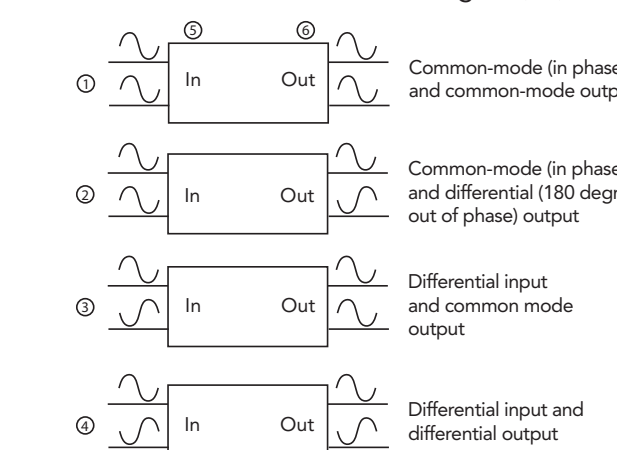 ⑤ ⑥
① In Out Common-mode (in phase
and common-mode outp
② In Out Common-mode (in phase
and differential (180 degr
out of phase) output
③ In Out Differential input
and common mode
output
④ In Out Differential input and
differential output